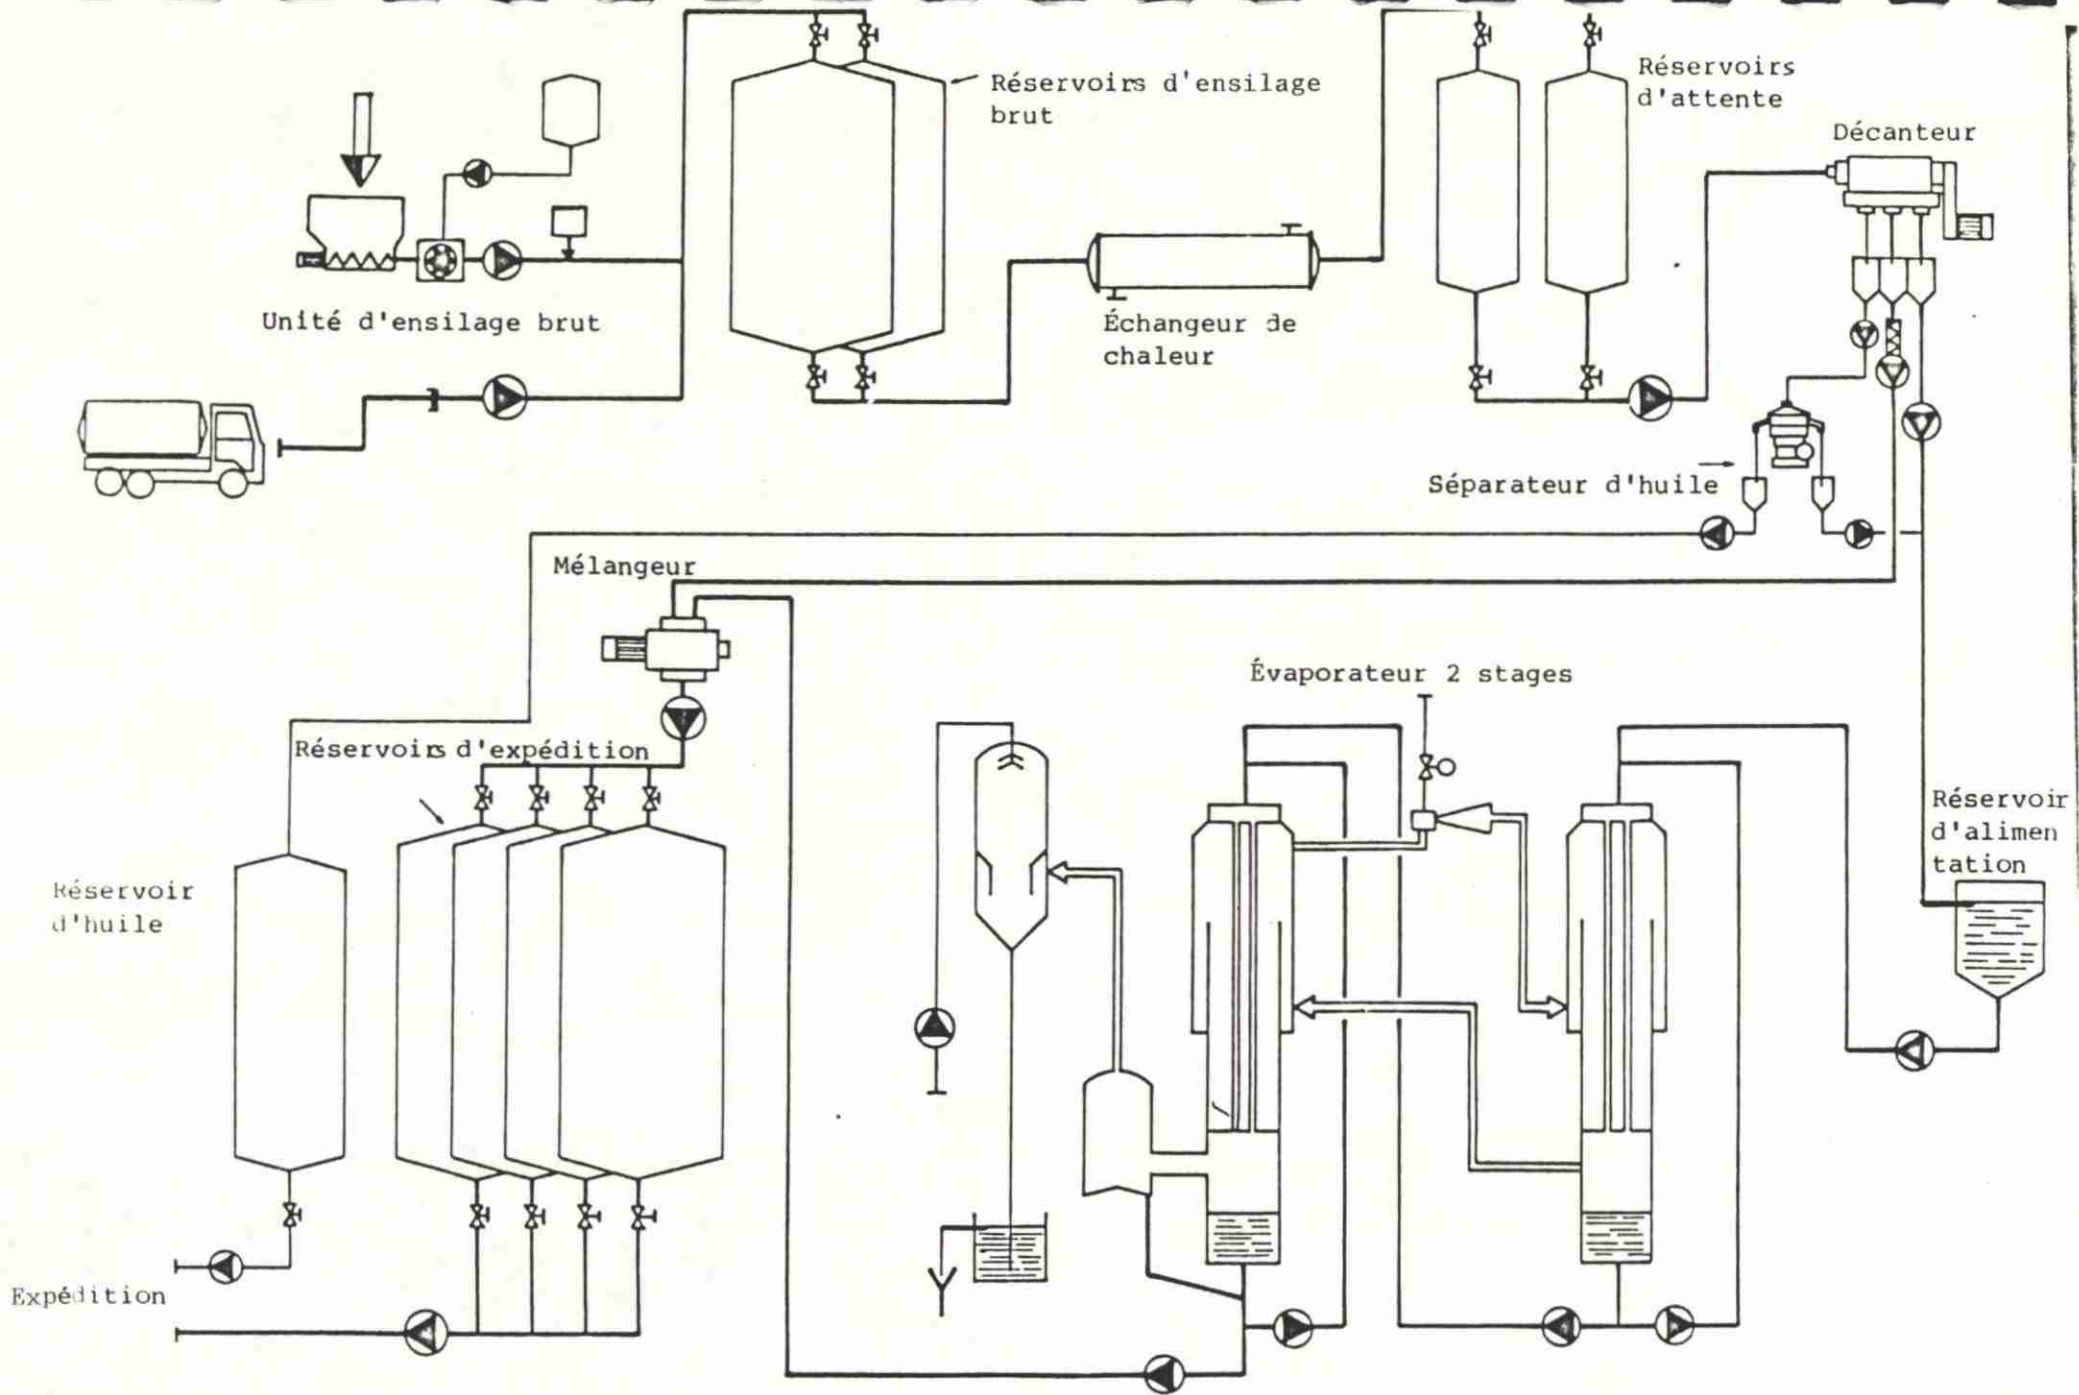 Réservoirs d'ensilage
brut
Réservoirs
d'attente
Décanteur
Unité d'ensilage brut
Échangeur de
chaleur
Séparateur d'huile
Mélangeur
Évaporateur 2 stages
Réservoirs d'expédition
Réservoir
d'alimen
tation
Réservoir
d'huile
Expédition